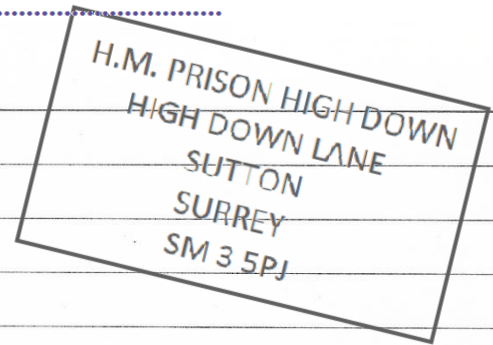 H.M. PRISON HIGH DOWN
HIGH DOWN LANE
SUTTON
SURREY
SM 3 5PJ